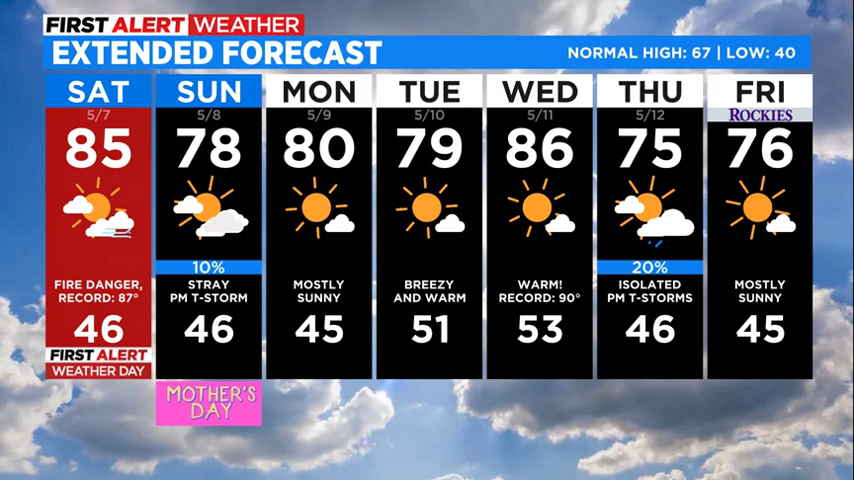 FIRST ALERT WEATHER
EXTENDED FORECAST
NORMAL HIGH: 67 | LOW: 40
SAT
5/7
85
FIRE DANGER,
RECORD: 87°
46
FIRST ALERT
WEATHER DAY
SUN
5/8
78
10%
STRAY
PM T-STORM
46
MOTHER'S
DAY
MON
5/9
80
MOSTLY
SUNNY
45
TUE
5/10
79
BREEZY
AND WARM
51
WED
5/11
86
WARM!
RECORD: 90°
53
THU
5/12
75
20%
ISOLATED
PM T-STORMS
46
FRI
ROCKIES
76
MOSTLY
SUNNY
45